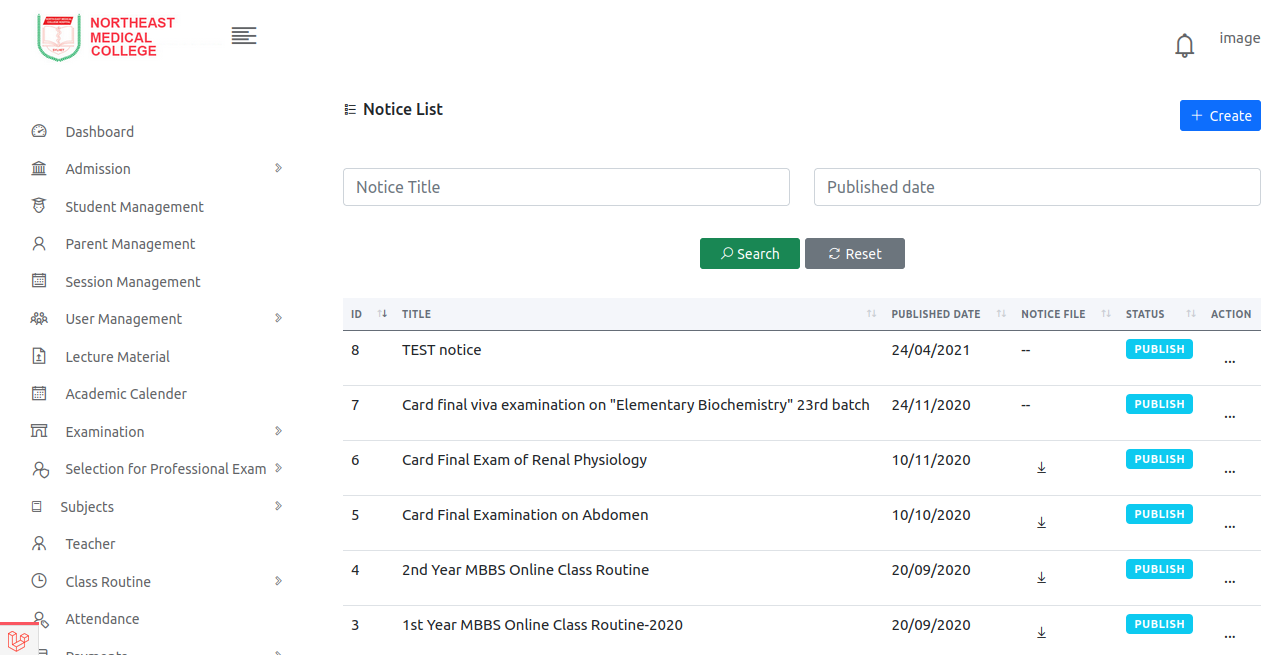 NORTHEAST
MEDICAL
COLLEGE
image
Notice List
+ Create
Dashboard
Admission
Student Management
Parent Management
Session Management
User Management
Lecture Material
Academic Calender
Examination
Selection for Professional Exam
Subjects
Teacher
Class Routine
Attendance
Payments
Notice Title
Published date
Search
Reset
ID TITLE PUBLISHED DATE NOTICE FILE STATUS ACTION
8 TEST notice 24/04/2021 -- PUBLISH ...
7 Card final viva examination on "Elementary Biochemistry" 23rd batch 24/11/2020 -- PUBLISH ...
6 Card Final Exam of Renal Physiology 10/11/2020 PUBLISH ...
5 Card Final Examination on Abdomen 10/10/2020 PUBLISH ...
4 2nd Year MBBS Online Class Routine 20/09/2020 PUBLISH ...
3 1st Year MBBS Online Class Routine-2020 20/09/2020 PUBLISH ...